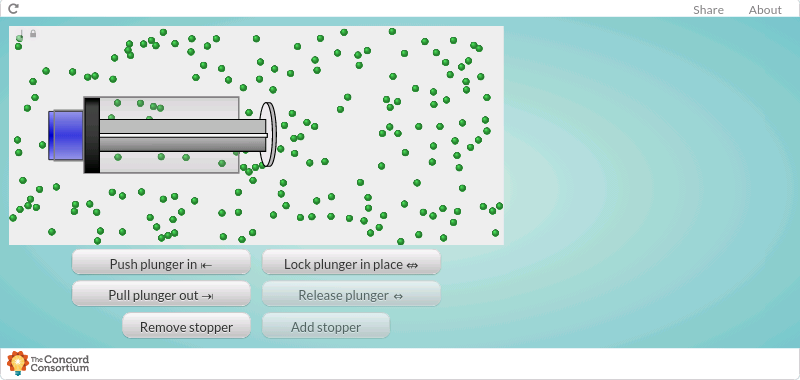 Share About
Push plunger in ⇤ Lock plunger in place ⇎
Pull plunger out ⇥ Release plunger ⇔
Remove stopper Add stopper
The Concord
Consortium